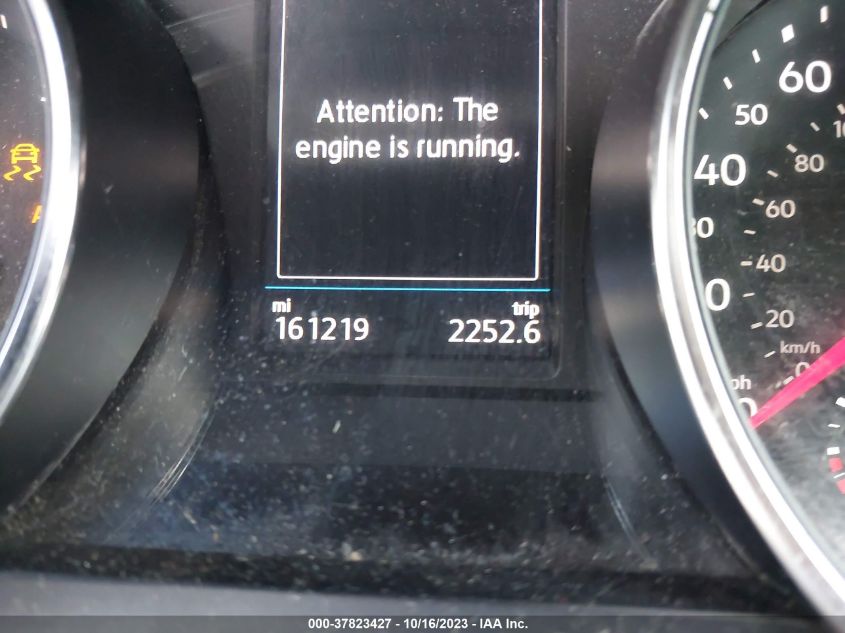 Attention: The
engine is running.
mi
161219
trip
2252.6
60
50
40
80
60
40
20
km/h
0
000-37823427 - 10/16/2023 - IAA Inc.